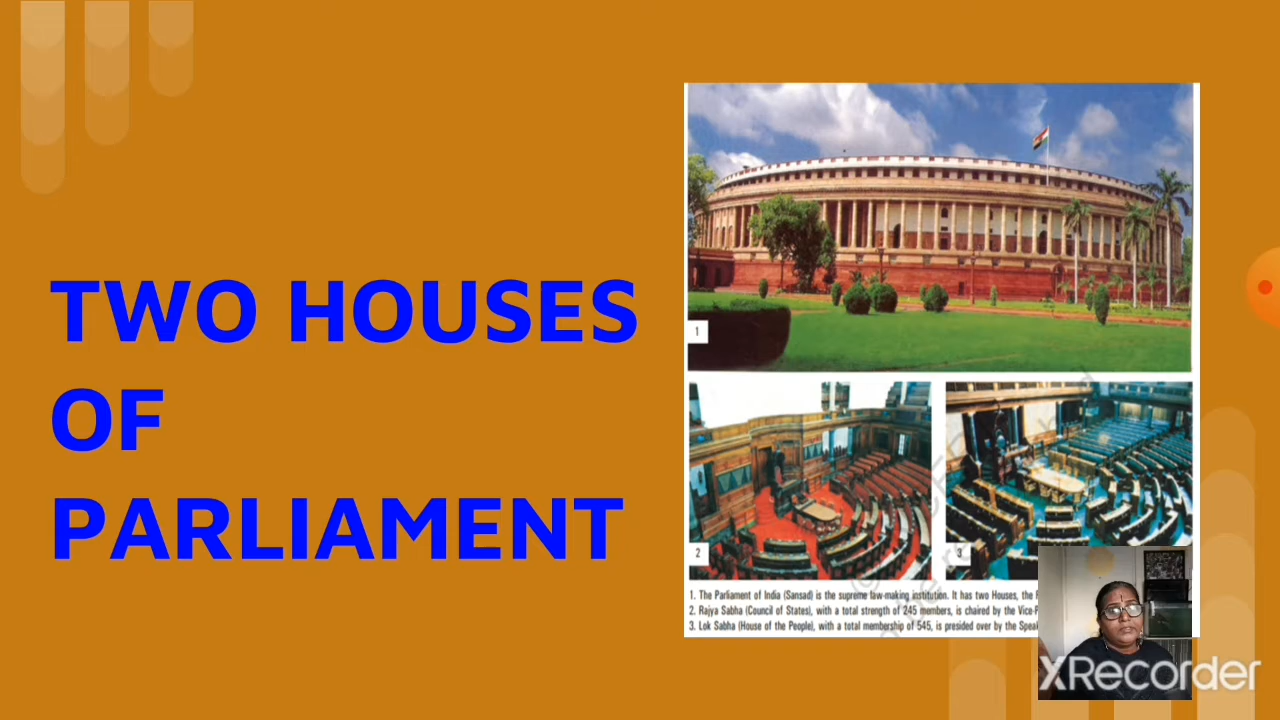 TWO HOUSES
OF
PARLIAMENT
1
2
3
1. The Parliament of India (Sansad) is the supreme law-making institution. It has two Houses, the
2. Rajya Sabha (Council of States), with a total strength of 245 members, is chaired by the Vice-
3. Lok Sabha (House of the People), with a total membership of 545, is presided over by the
XRecorder